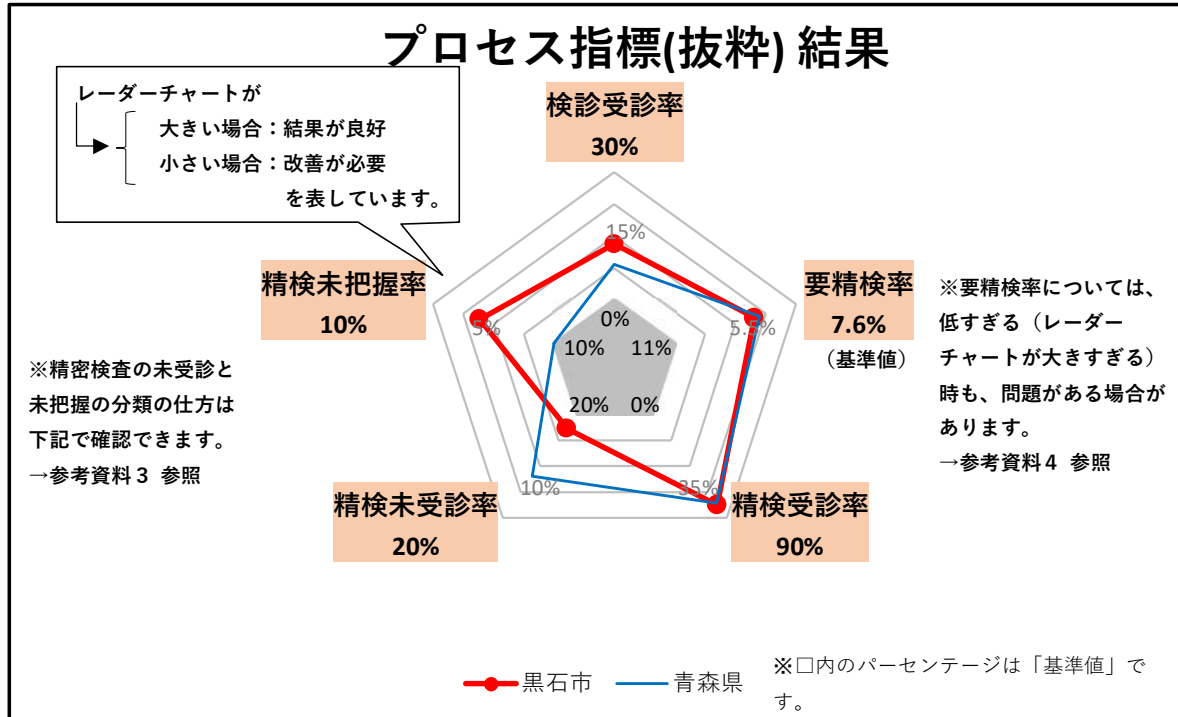 プロセス指標(抜粋) 結果
レーダーチャートが
大きい場合：結果が良好
小さい場合：改善が必要
を表しています。
検診受診率
30%
15%
精検未把握率
10%
5%
要精検率
7.6%
（基準値）
5.5%
0%
10%
11%
20%
0%
※要精検率については、
低すぎる（レーダー
チャートが大きすぎる）
時も、問題がある場合が
あります。
→参考資料４ 参照
※精密検査の未受診と
未把握の分類の仕方は
下記で確認できます。
→参考資料３ 参照
10%
35%
精検未受診率
20%
精検受診率
90%
黒石市
青森県
※□内のパーセンテージは「基準値」で
す。